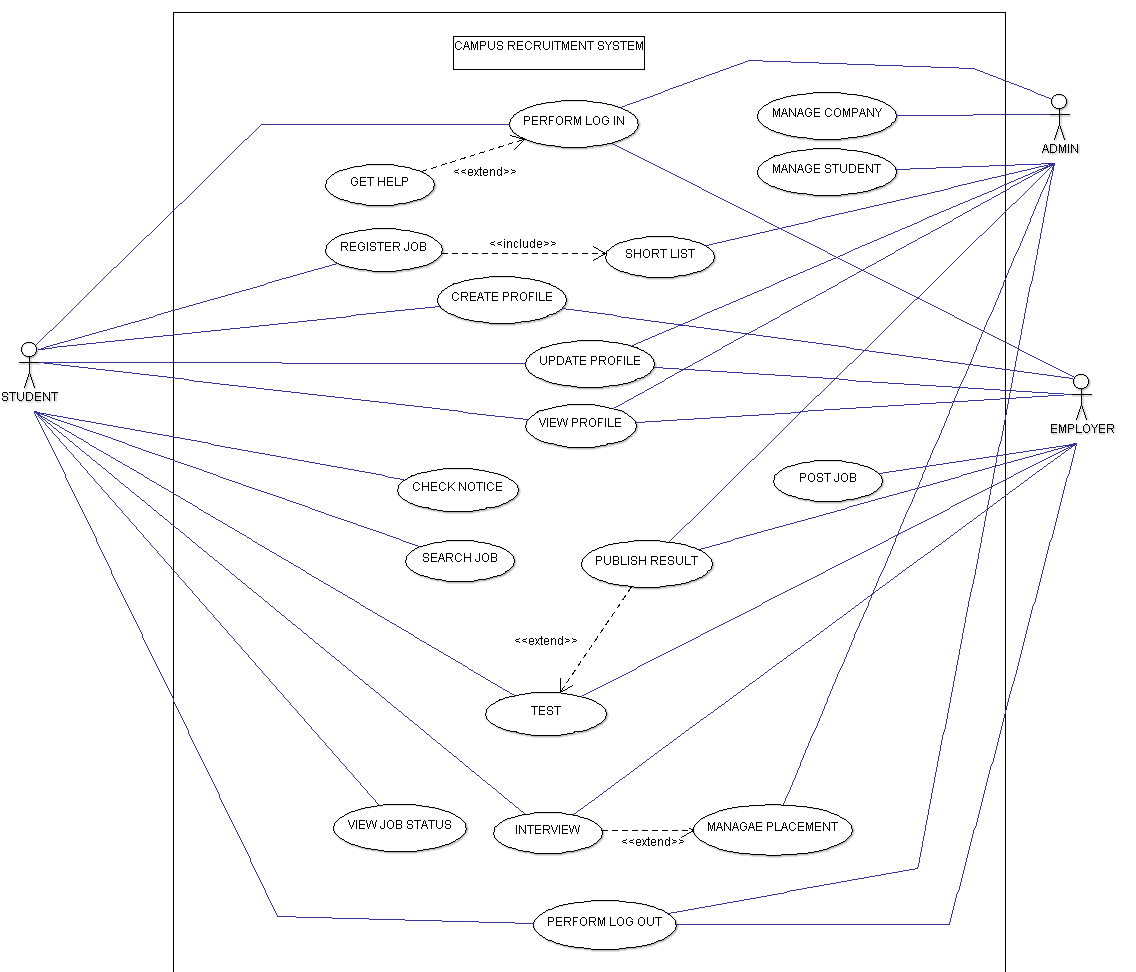 CAMPUS RECRUITMENT SYSTEM
PERFORM LOG IN
MANAGE COMPANY
ADMIN
<<extend>>
MANAGE STUDENT
GET HELP
REGISTER JOB
<<include>>
SHORT LIST
CREATE PROFILE
UPDATE PROFILE
STUDENT
VIEW PROFILE
EMPLOYER
CHECK NOTICE
POST JOB
SEARCH JOB
PUBLISH RESULT
<<extend>>
TEST
VIEW JOB STATUS
INTERVIEW
MANAGAE PLACEMENT
<<extend>>
PERFORM LOG OUT